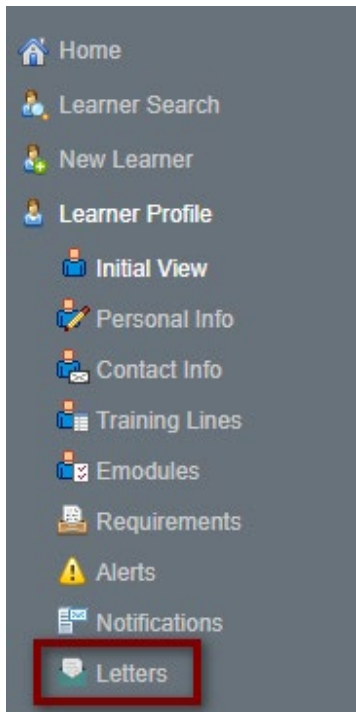 Home
Learner Search
New Learner
Learner Profile
Initial View
Personal Info
Contact Info
Training Lines
Emodules
Requirements
Alerts
Notifications
Letters